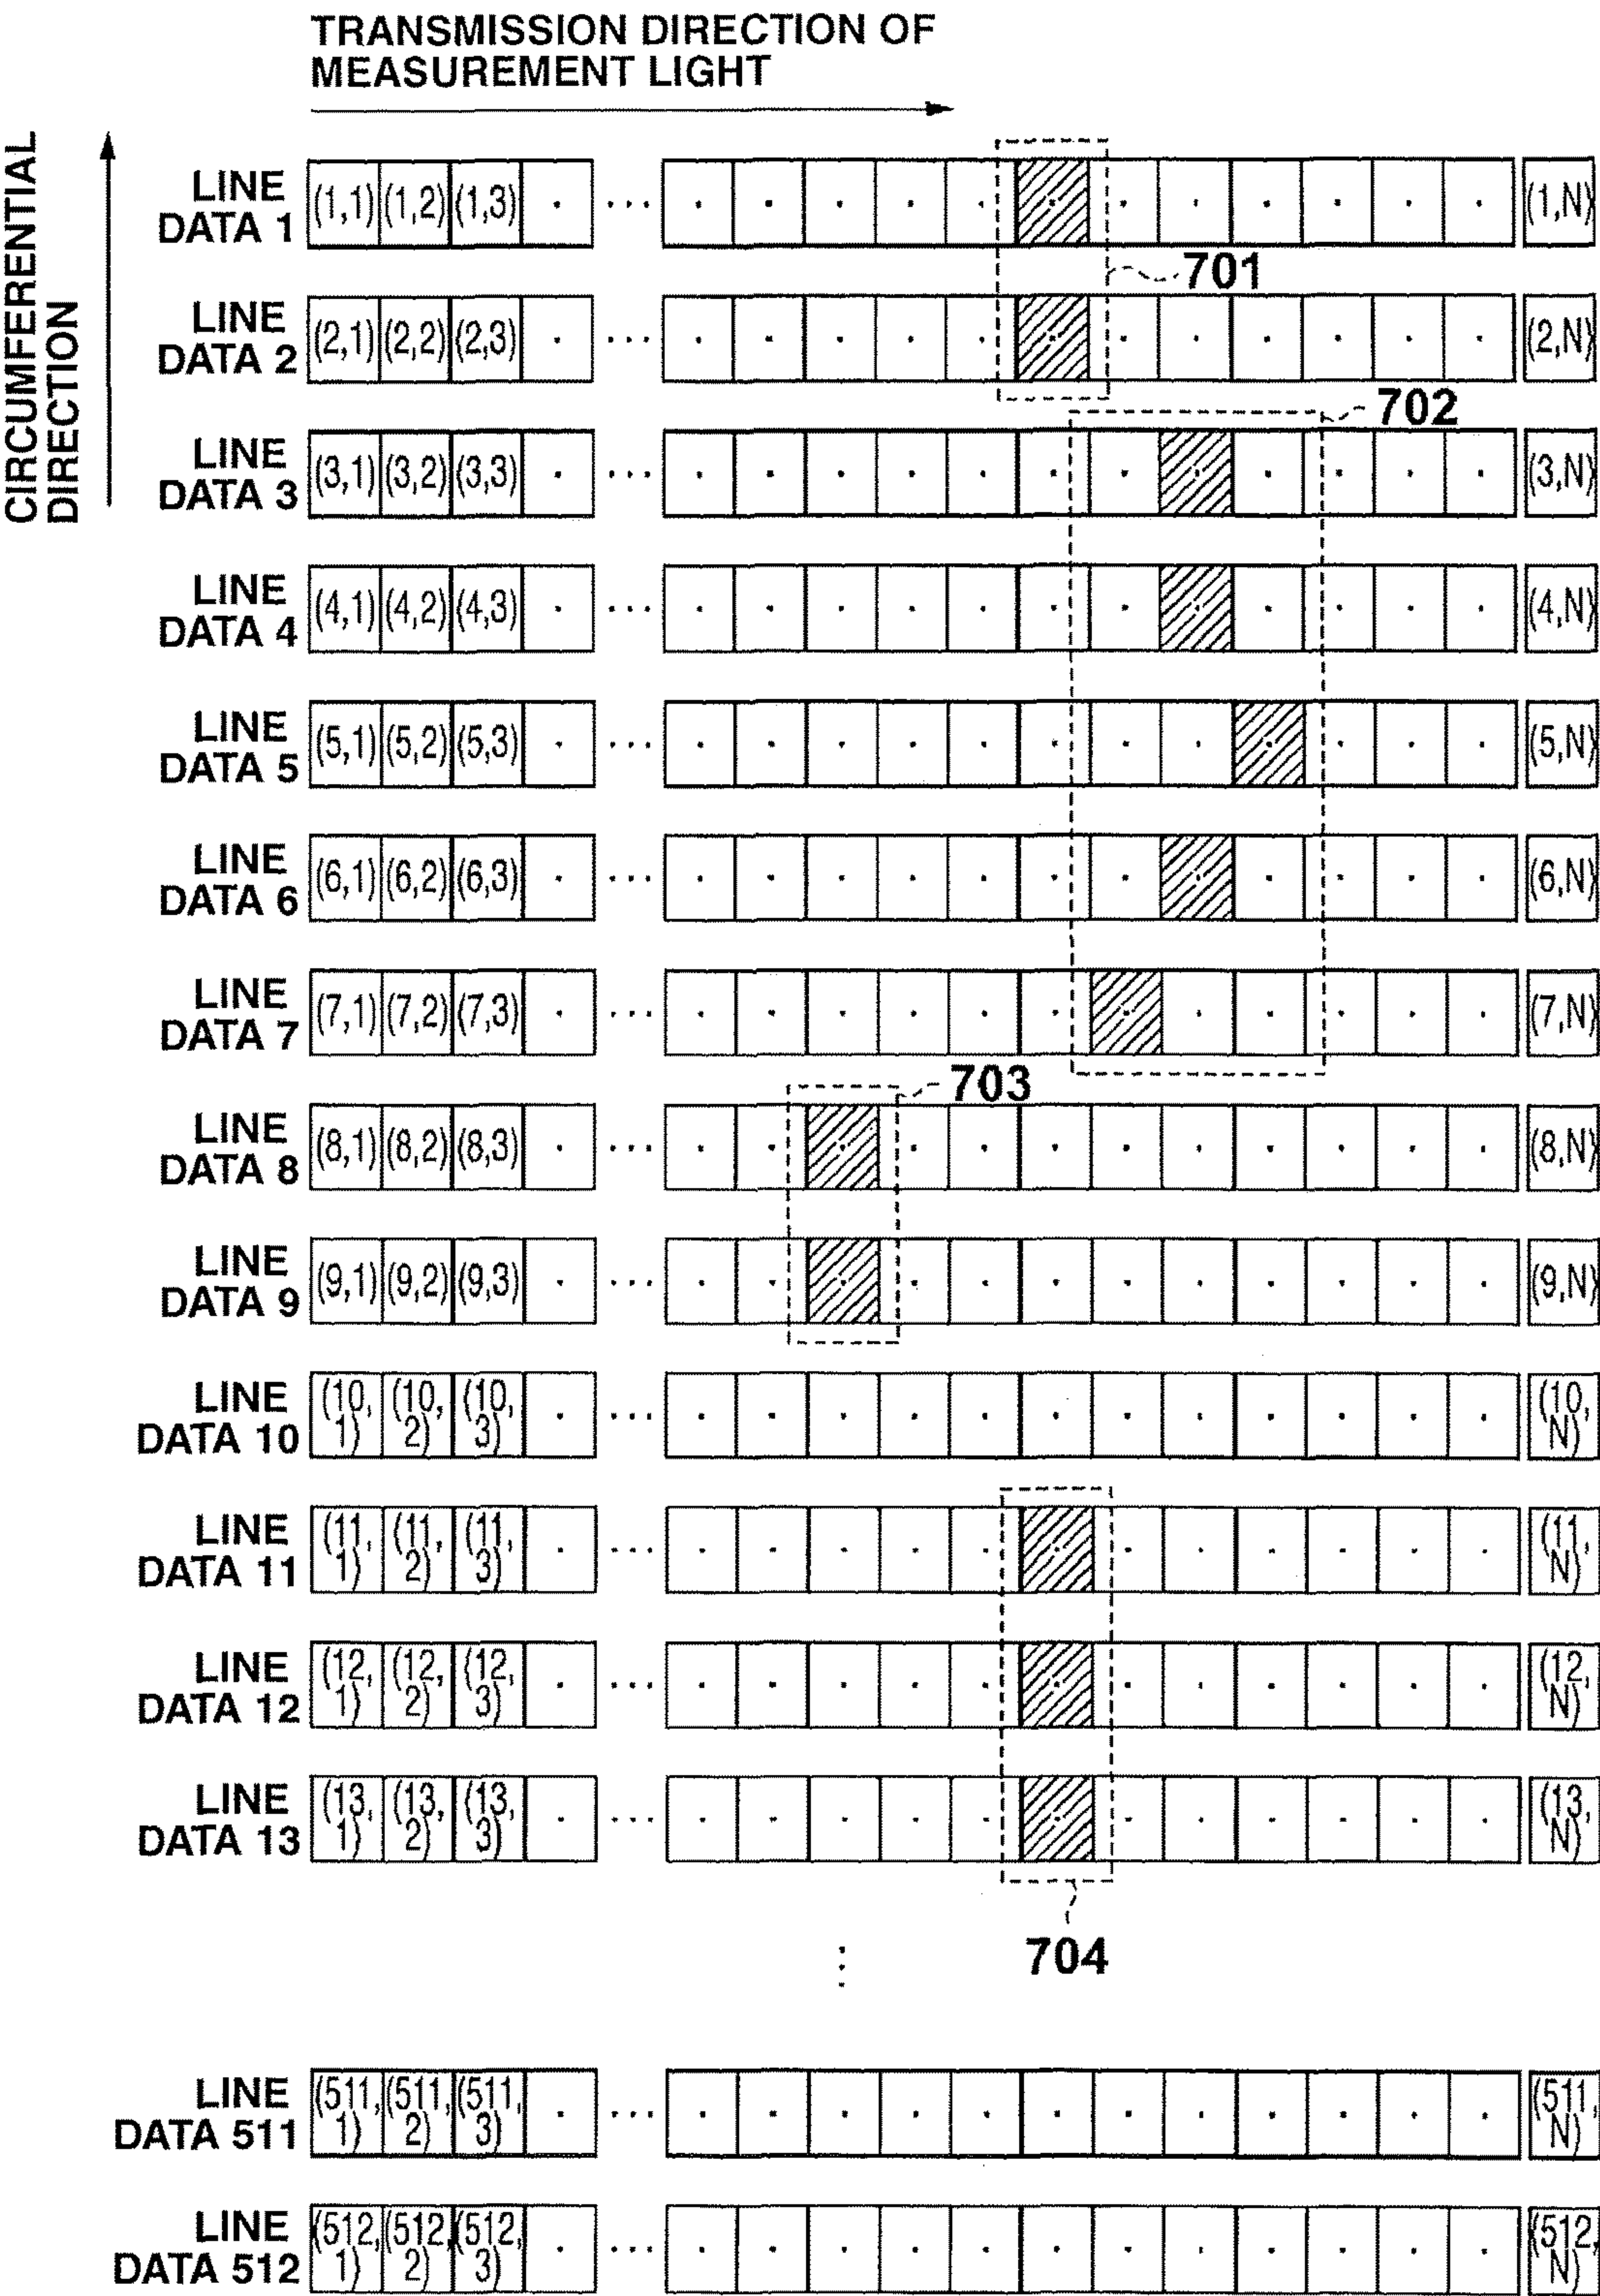 TRANSMISSION DIRECTION OF
MEASUREMENT LIGHT
CIRCUMFERENTIAL
DIRECTION
LINE
DATA 1
(1,1) (1,2) (1,3) ... (1,N)
701
LINE
DATA 2
(2,1) (2,2) (2,3) ... (2,N)
702
LINE
DATA 3
(3,1) (3,2) (3,3) ... (3,N)
LINE
DATA 4
(4,1) (4,2) (4,3) ... (4,N)
LINE
DATA 5
(5,1) (5,2) (5,3) ... (5,N)
LINE
DATA 6
(6,1) (6,2) (6,3) ... (6,N)
LINE
DATA 7
(7,1) (7,2) (7,3) ... (7,N)
703
LINE
DATA 8
(8,1) (8,2) (8,3) ... (8,N)
LINE
DATA 9
(9,1) (9,2) (9,3) ... (9,N)
LINE
DATA 10
(10, 1) (10, 2) (10, 3) ... (10, N)
LINE
DATA 11
(11, 1) (11, 2) (11, 3) ... (11, N)
LINE
DATA 12
(12, 1) (12, 2) (12, 3) ... (12, N)
LINE
DATA 13
(13, 1) (13, 2) (13, 3) ... (13, N)
704
LINE
DATA 511
(511, 1) (511, 2) (511, 3) ... (511, N)
LINE
DATA 512
(512, 1) (512, 2) (512, 3) ... (512, N)